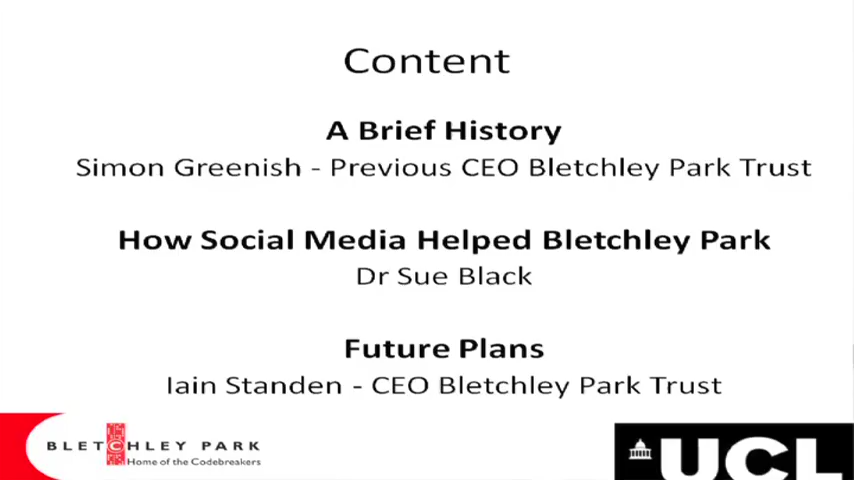 Content
A Brief History
Simon Greenish - Previous CEO Bletchley Park Trust
How Social Media Helped Bletchley Park
Dr Sue Black
Future Plans
Iain Standen - CEO Bletchley Park Trust
BLETCHLEY PARK
Home of the Codebreakers
UCL